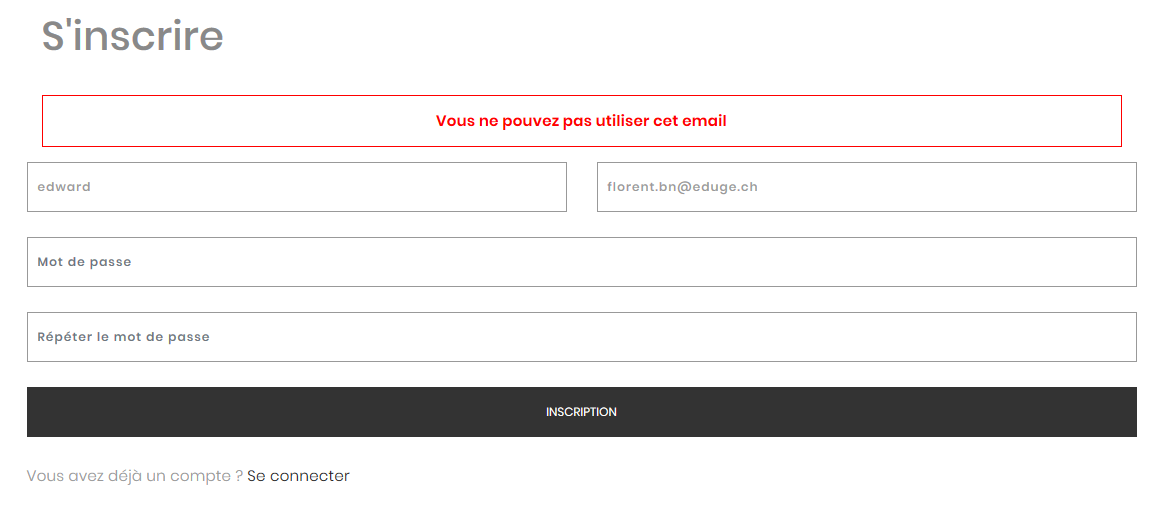 S'inscrire
Vous ne pouvez pas utiliser cet email
edward
florent.bn@eduge.ch
Mot de passe
Répéter le mot de passe
INSCRIPTION
Vous avez déjà un compte ? Se connecter